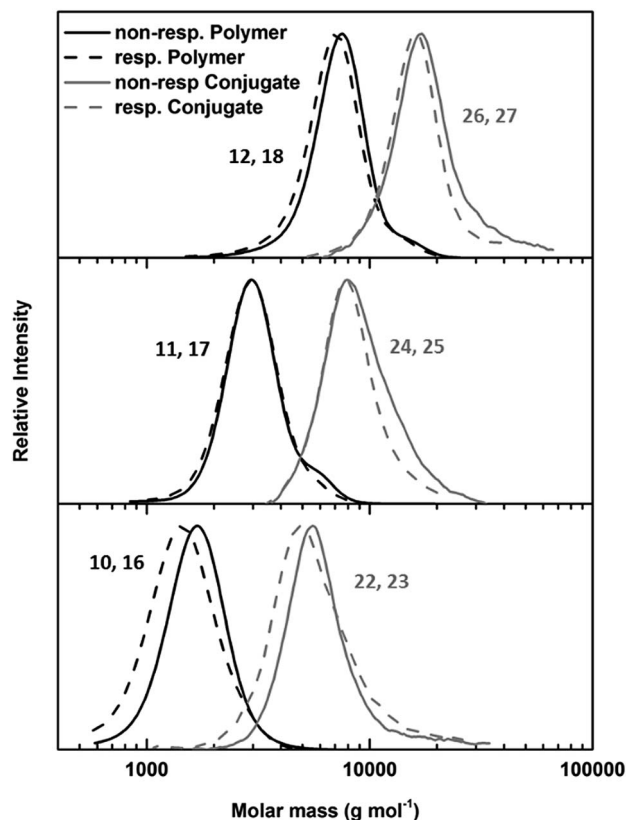 non-resp. Polymer
resp. Polymer
non-resp Conjugate
resp. Conjugate
26, 27
12, 18
11, 17
24, 25
10, 16
22, 23
Relative Intensity
1000 10000 100000
Molar mass (g mol⁻¹)